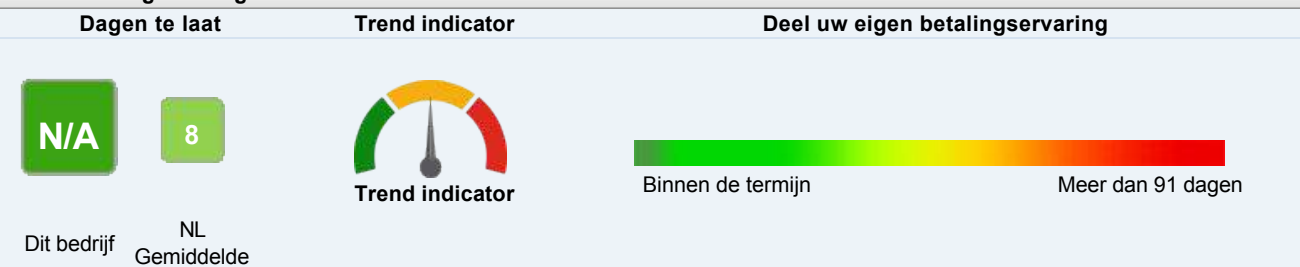 Dagen te laat
Trend indicator
Deel uw eigen betalingservaring
N/A
8
Trend indicator
Binnen de termijn
Meer dan 91 dagen
Dit bedrijf
NL
Gemiddelde